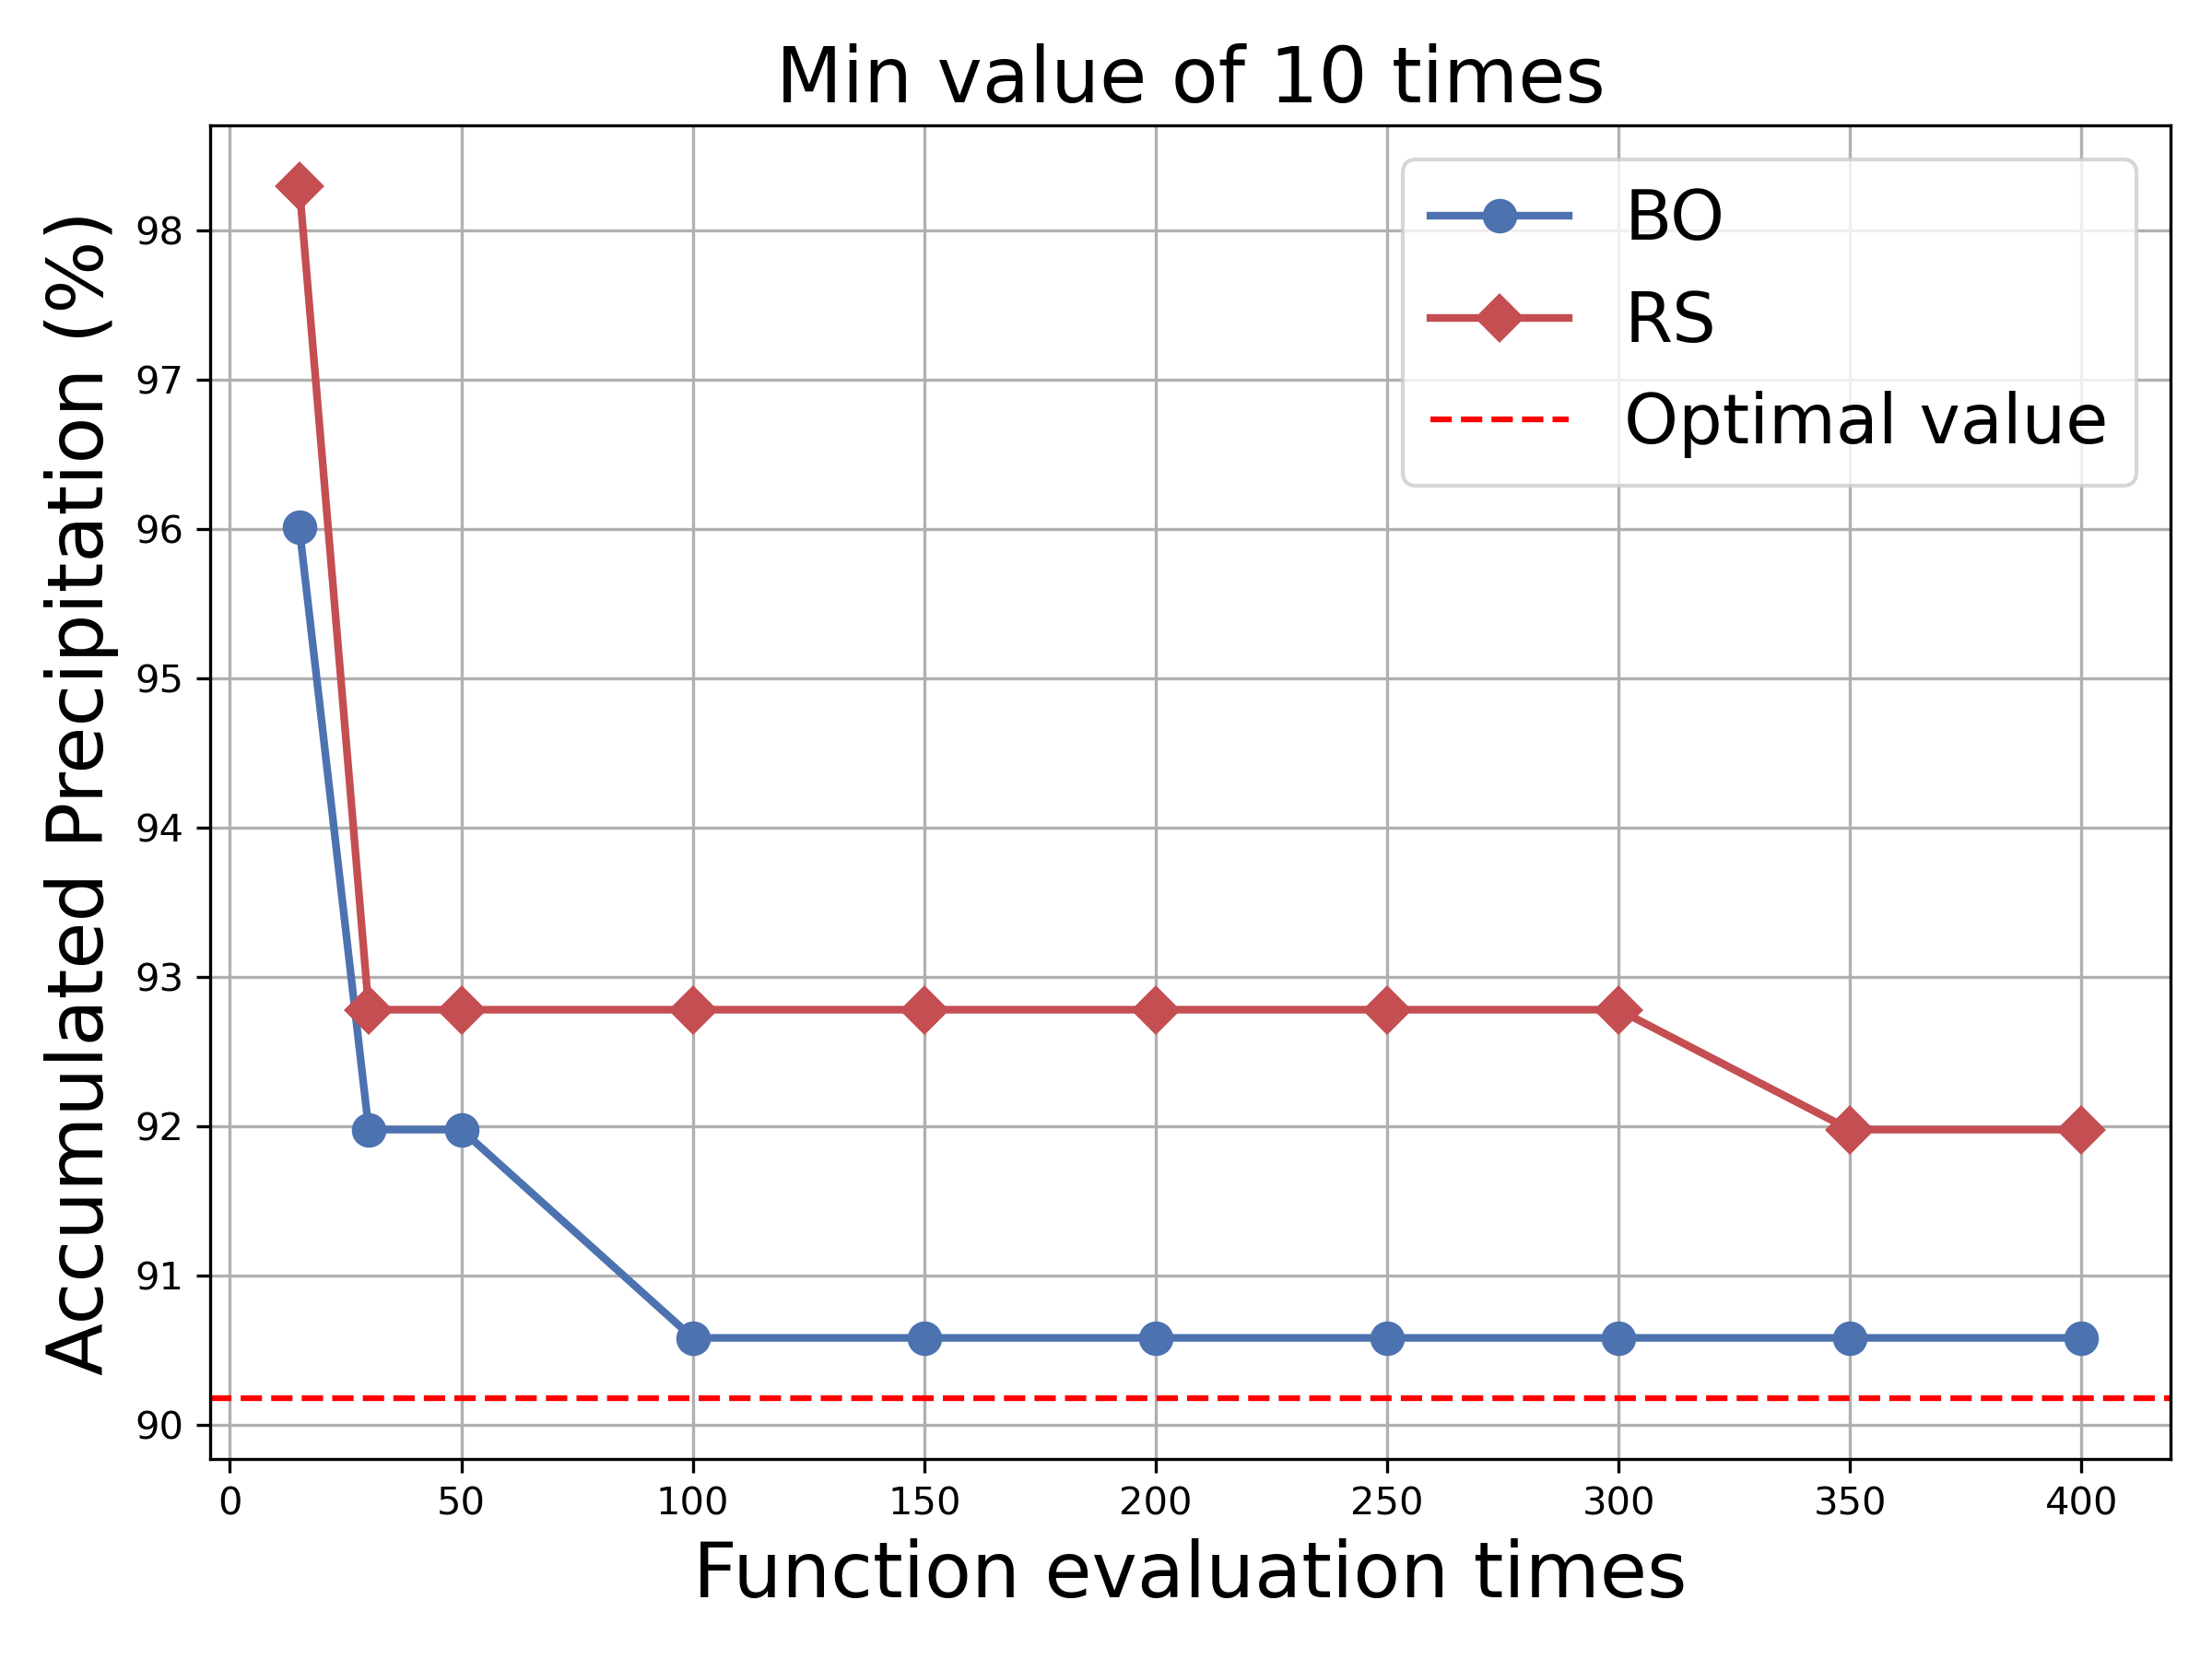 Min value of 10 times
BO
RS
Optimal value
Accumulated Precipitation (%)
98
97
96
95
94
93
92
91
90
0 50 100 150 200 250 300 350 400
Function evaluation times